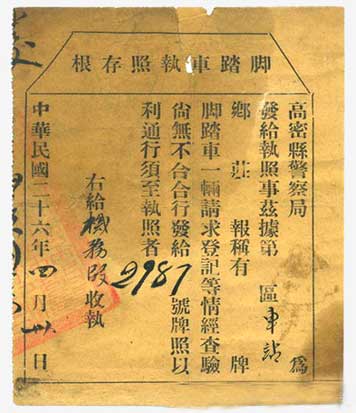 脚踏車執照存根
高密縣警察局 爲
發給執照事茲據第 區車站
鄉 莊 報稱有 牌
脚踏車一輛請求登記等情經查驗
尙無不合合行發給 號牌照以
2987
利通行須至執照者
右給機務段收執
中華民國二十六年四月卅日